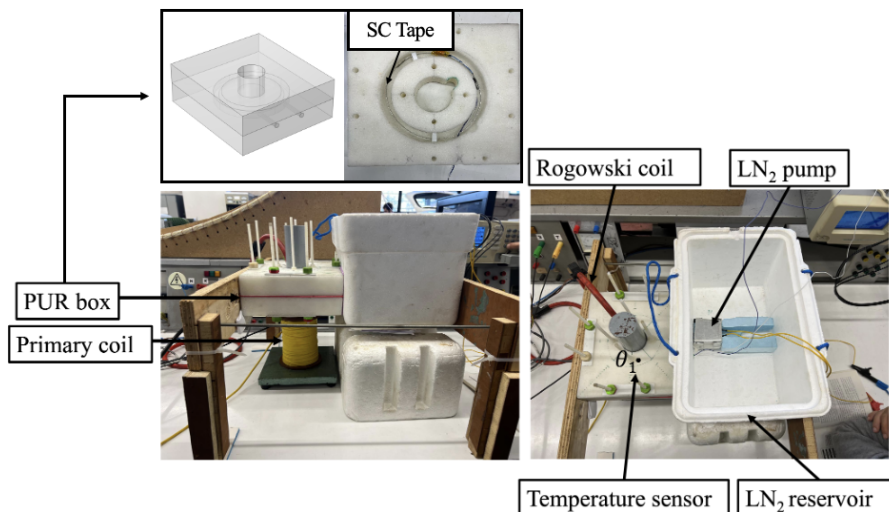 SC Tape
Rogowski coil
LN₂ pump
PUR box
Primary coil
θ₁
Temperature sensor
LN₂ reservoir